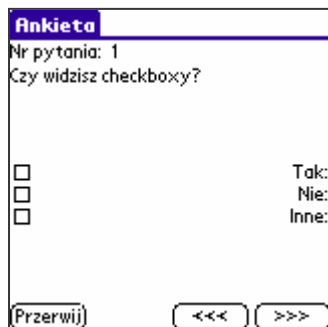 Ankieta
Nr pytania: 1
Czy widzisz checkboxy?
Tak:
Nie:
Inne:
Przerwij <<< >>>